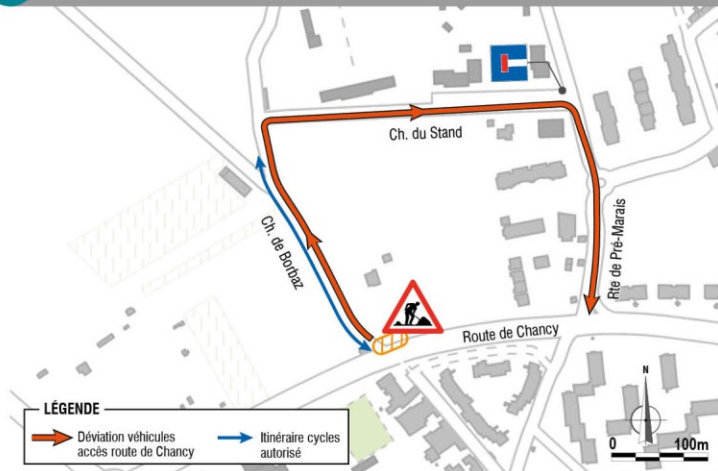 Ch. du Stand
Ch. de Borbaz
Rte de Pré-Marais
Route de Chancy
LÉGENDE
Déviation véhicules
accès route de Chancy
Itinéraire cycles
autorisé
N
0 100m